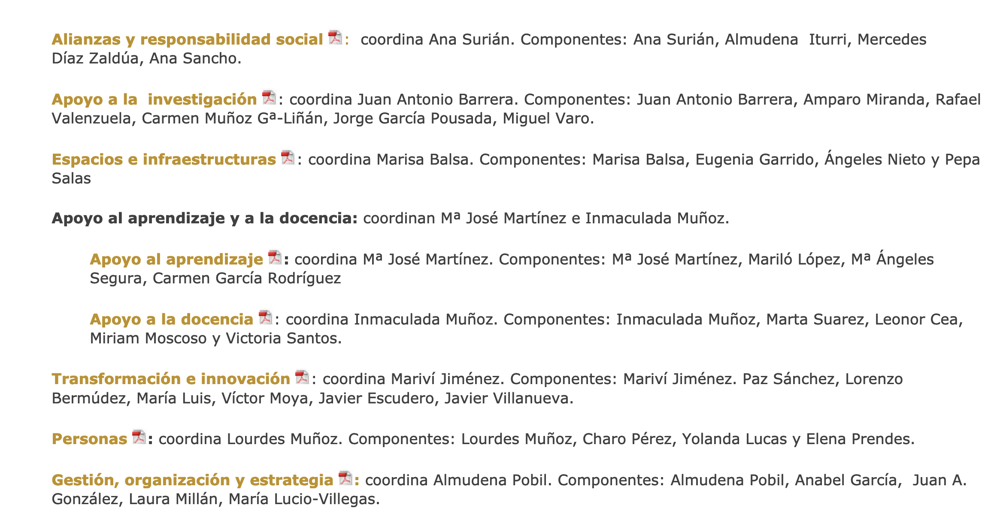 Alianzas y responsabilidad social :  coordina Ana Surián. Componentes: Ana Surián, Almudena  Iturri, Mercedes
Díaz Zaldúa, Ana Sancho.
Apoyo a la  investigación : coordina Juan Antonio Barrera. Componentes: Juan Antonio Barrera, Amparo Miranda, Rafael
Valenzuela, Carmen Muñoz Gª-Liñán, Jorge García Pousada, Miguel Varo.
Espacios e infraestructuras : coordina Marisa Balsa. Componentes: Marisa Balsa, Eugenia Garrido, Ángeles Nieto y Pepa
Salas
Apoyo al aprendizaje y a la docencia: coordinan Mª José Martínez e Inmaculada Muñoz.
Apoyo al aprendizaje : coordina Mª José Martínez. Componentes: Mª José Martínez, Mariló López, Mª Ángeles
Segura, Carmen García Rodríguez
Apoyo a la docencia : coordina Inmaculada Muñoz. Componentes: Inmaculada Muñoz, Marta Suarez, Leonor Cea,
Miriam Moscoso y Victoria Santos.
Transformación e innovación : coordina Mariví Jiménez. Componentes: Mariví Jiménez. Paz Sánchez, Lorenzo
Bermúdez, María Luis, Víctor Moya, Javier Escudero, Javier Villanueva.
Personas : coordina Lourdes Muñoz. Componentes: Lourdes Muñoz, Charo Pérez, Yolanda Lucas y Elena Prendes.
Gestión, organización y estrategia : coordina Almudena Pobil. Componentes: Almudena Pobil, Anabel García,  Juan A.
González, Laura Millán, María Lucio-Villegas.